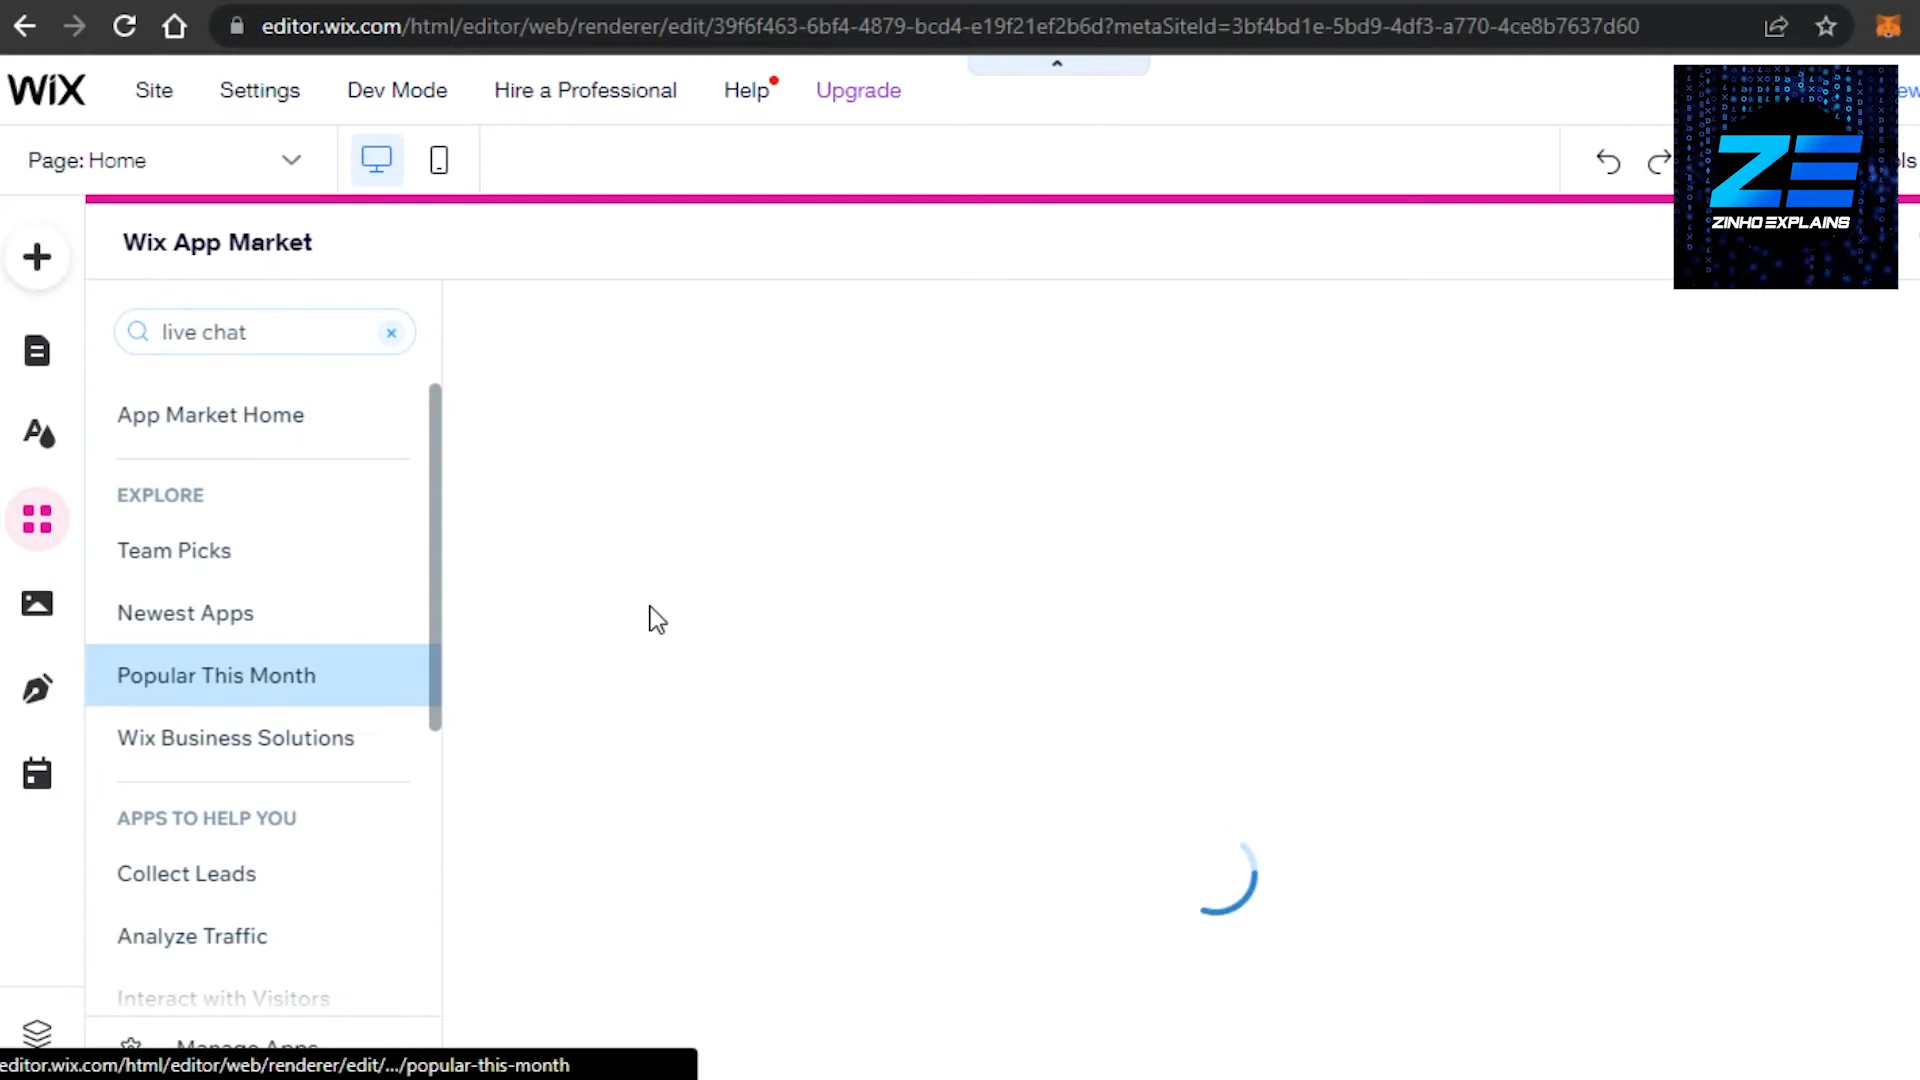 editor.wix.com/html/editor/web/renderer/edit/39f6f463-6bf4-4879-bcd4-e19f21ef2b6d?metaSiteId=3bf4bd1e-5bd9-4df3-a770-4ce8b7637d60
WiX Site Settings Dev Mode Hire a Professional Help Upgrade
Page: Home
ZE
ZINHO EXPLAINS
Wix App Market
live chat
App Market Home
EXPLORE
Team Picks
Newest Apps
Popular This Month
Wix Business Solutions
APPS TO HELP YOU
Collect Leads
Analyze Traffic
Interact with Visitors
Manage Apps
editor.wix.com/html/editor/web/renderer/edit/.../popular-this-month